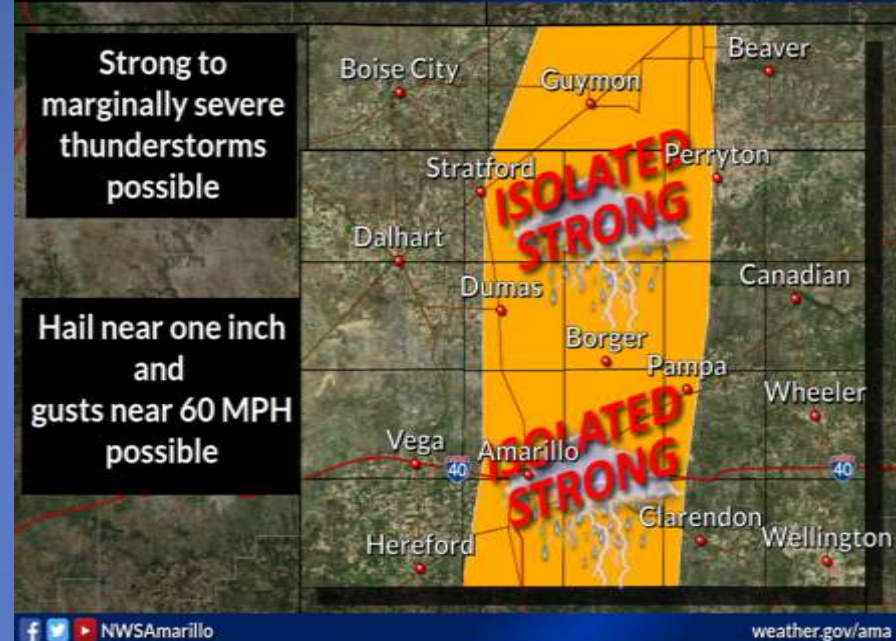 Strong to
marginally severe
thunderstorms
possible
Hail near one inch
and
gusts near 60 MPH
possible
Boise City
Guymon
Beaver
Stratford
Perryton
ISOLATED
STRONG
Dalhart
Dumas
Canadian
Borger
Pampa
Wheeler
Vega
40
Amarillo
40
ISOLATED
STRONG
Clarendon
Hereford
Wellington
NWSAmarillo
weather.gov/ama